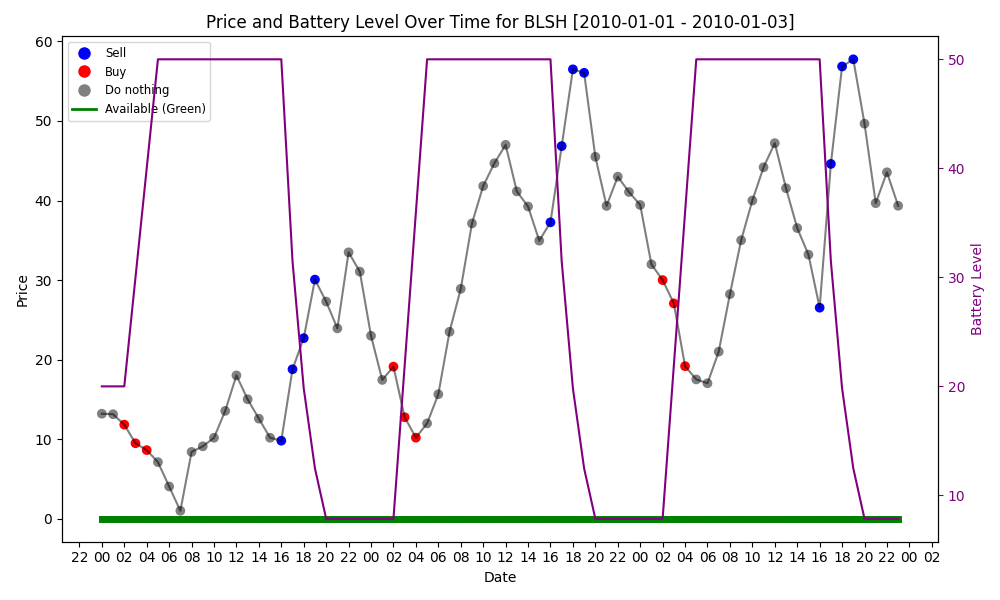 Price and Battery Level Over Time for BLSH [2010-01-01 - 2010-01-03]
Sell
Buy
Do nothing
Available (Green)
60
50
40
30
20
10
0
Price
50
40
30
20
10
Battery Level
22 00 02 04 06 08 10 12 14 16 18 20 22 00 02 04 06 08 10 12 14 16 18 20 22 00 02 04 06 08 10 12 14 16 18 20 22 00 02
Date